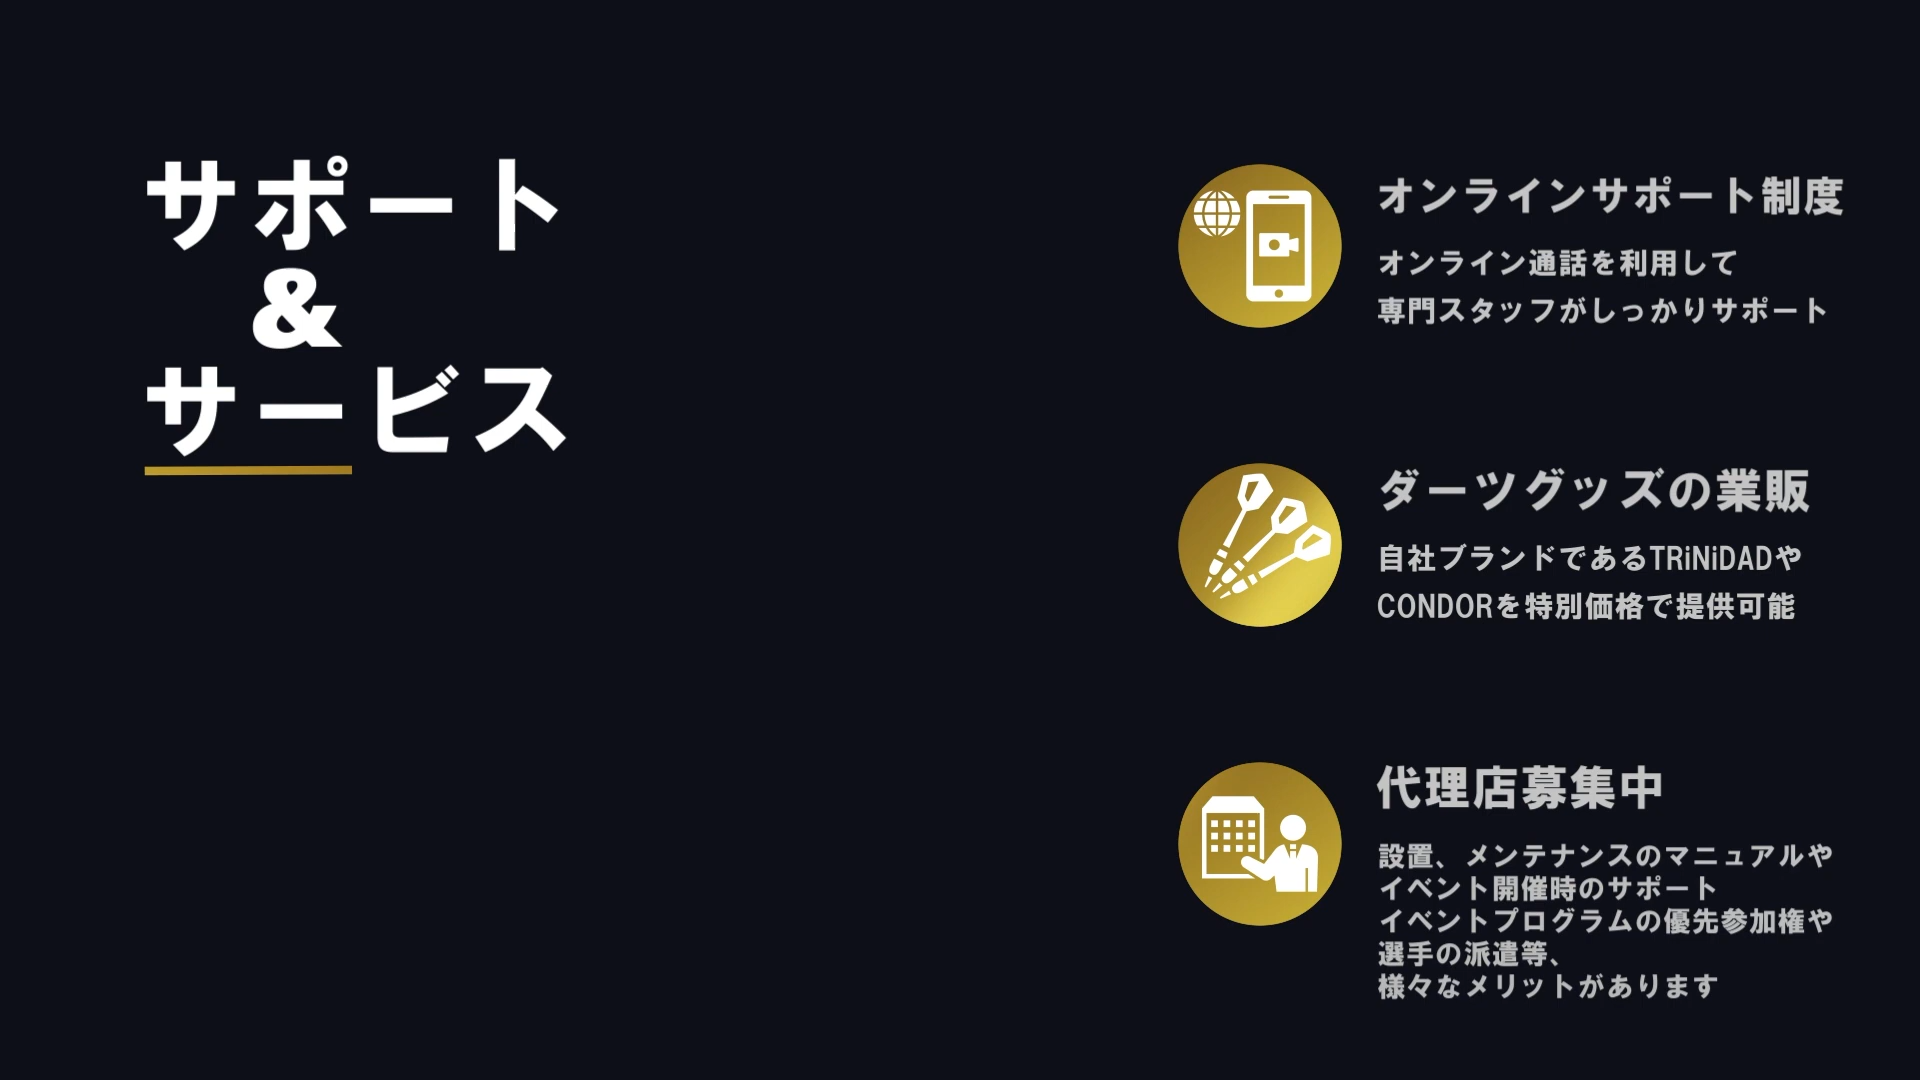 サポート
&
サービス
オンラインサポート制度
オンライン通話を利用して
専門スタッフがしっかりサポート
ダーツグッズの業販
自社ブランドであるTRiNiDADや
CONDORを特別価格で提供可能
代理店募集中
設置、メンテナンスのマニュアルや
イベント開催時のサポート
イベントプログラムの優先参加権や
選手の派遣等、
様々なメリットがあります